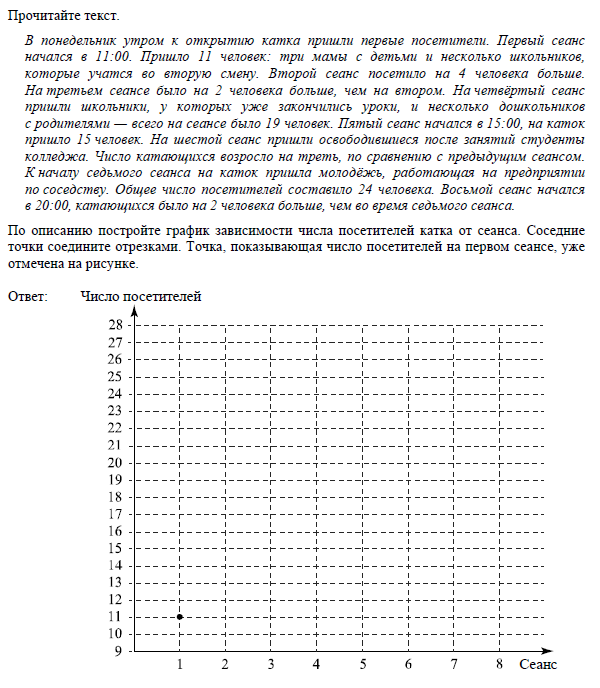 Прочитайте текст.
В понедельник утром к открытию катка пришли первые посетители. Первый сеанс
начался в 11:00. Пришло 11 человек: три мамы с детьми и несколько школьников,
которые учатся во вторую смену. Второй сеанс посетило на 4 человека больше.
На третьем сеансе было на 2 человека больше, чем на втором. На четвёртый сеанс
пришли школьники, у которых уже закончились уроки, и несколько дошкольников
с родителями — всего на сеансе было 19 человек. Пятый сеанс начался в 15:00, на каток
пришло 15 человек. На шестой сеанс пришли освободившиеся после занятий студенты
колледжа. Число катающихся возросло на треть, по сравнению с предыдущим сеансом.
К началу седьмого сеанса на каток пришла молодёжь, работающая на предприятии
по соседству. Общее число посетителей составило 24 человека. Восьмой сеанс начался
в 20:00, катающихся было на 2 человека больше, чем во время седьмого сеанса.
По описанию постройте график зависимости числа посетителей катка от сеанса. Соседние
точки соедините отрезками. Точка, показывающая число посетителей на первом сеансе, уже
отмечена на рисунке.
Ответ: Число посетителей
28
27
26
25
24
23
22
21
20
19
18
17
16
15
14
13
12
11
10
9
1 2 3 4 5 6 7 8 Сеанс